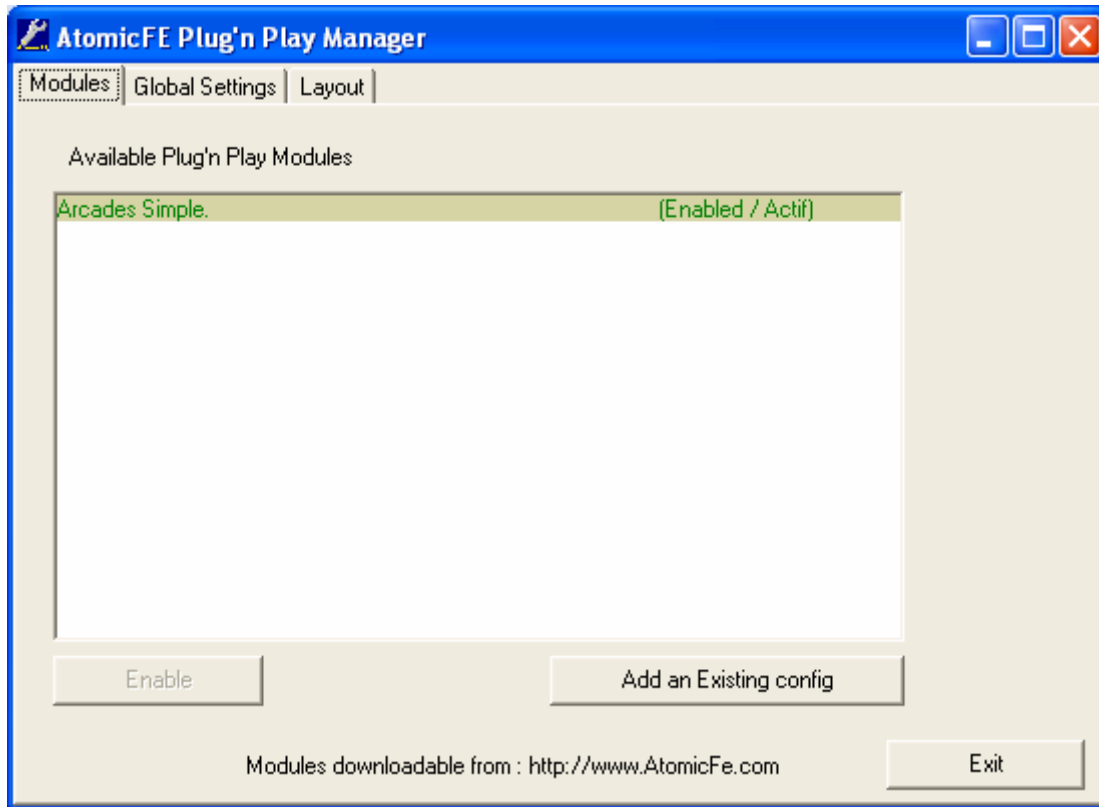 AtomicFE Plug'n Play Manager
Modules Global Settings Layout
Available Plug'n Play Modules
Arcades Simple. (Enabled / Actif)
Enable Add an Existing config
Modules downloadable from : http://www.AtomicFe.com Exit